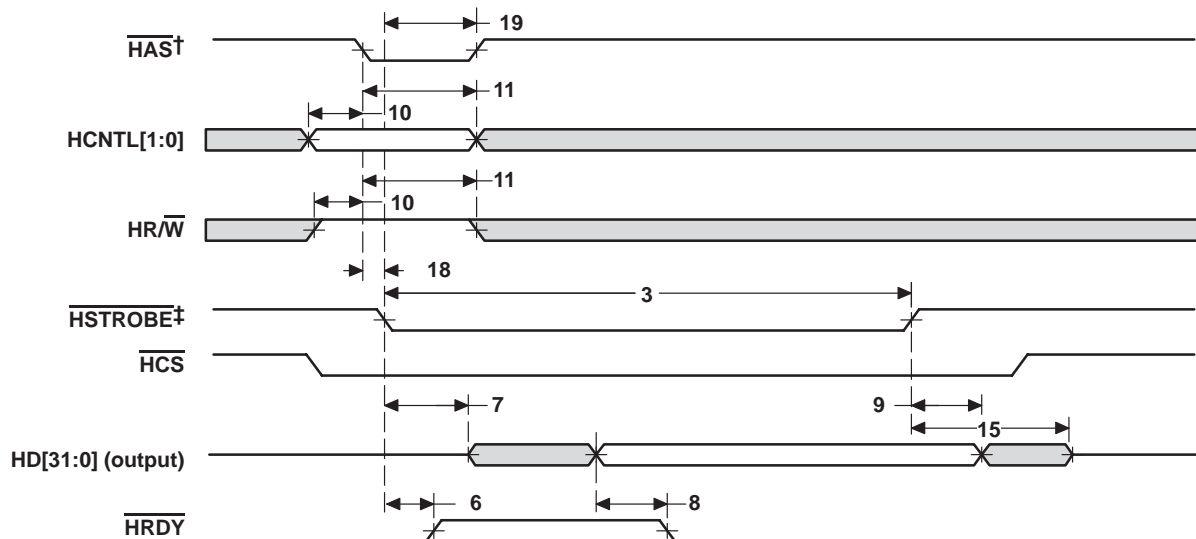 19
HAS†
11
10
HCNTL[1:0]
11
10
HR/W
18
3
HSTROBE‡
HCS
7
9
15
HD[31:0] (output)
6
8
HRDY